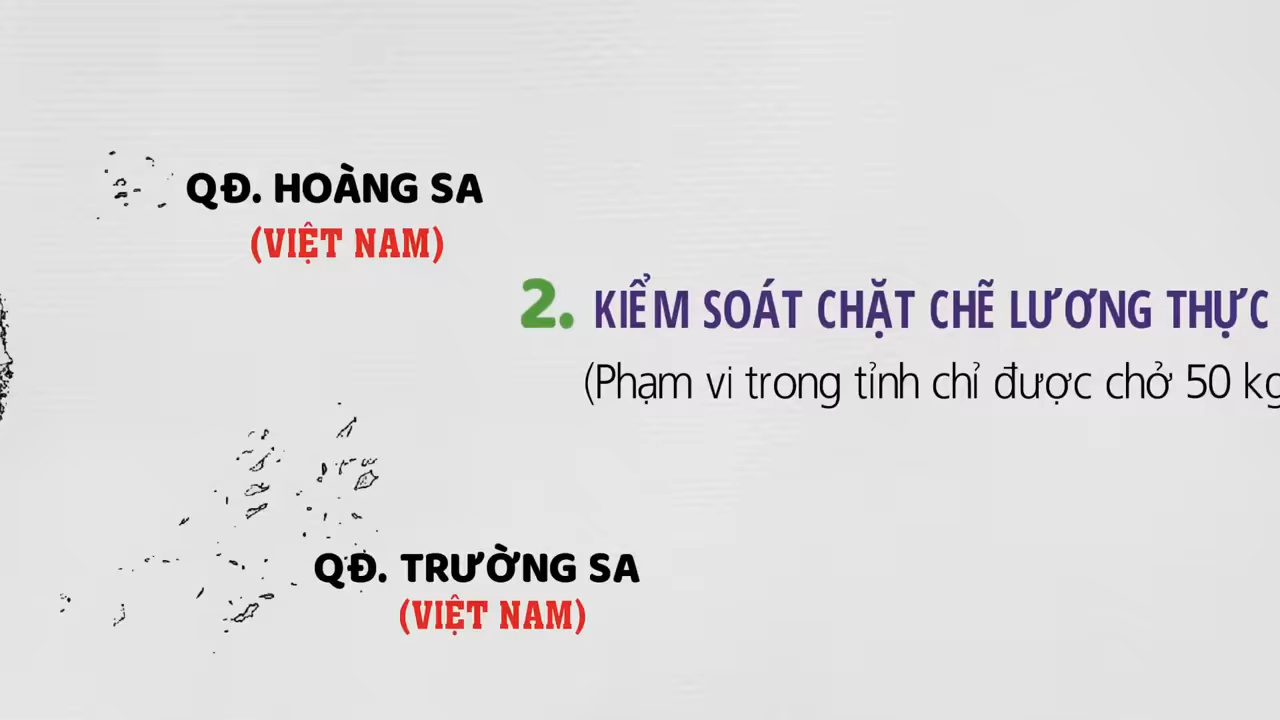 QĐ. HOÀNG SA
(VIỆT NAM)
2. KIỂM SOÁT CHẶT CHẼ LƯƠNG THỰC
(Phạm vi trong tỉnh chỉ được chở 50 kg
QĐ. TRƯỜNG SA
(VIỆT NAM)